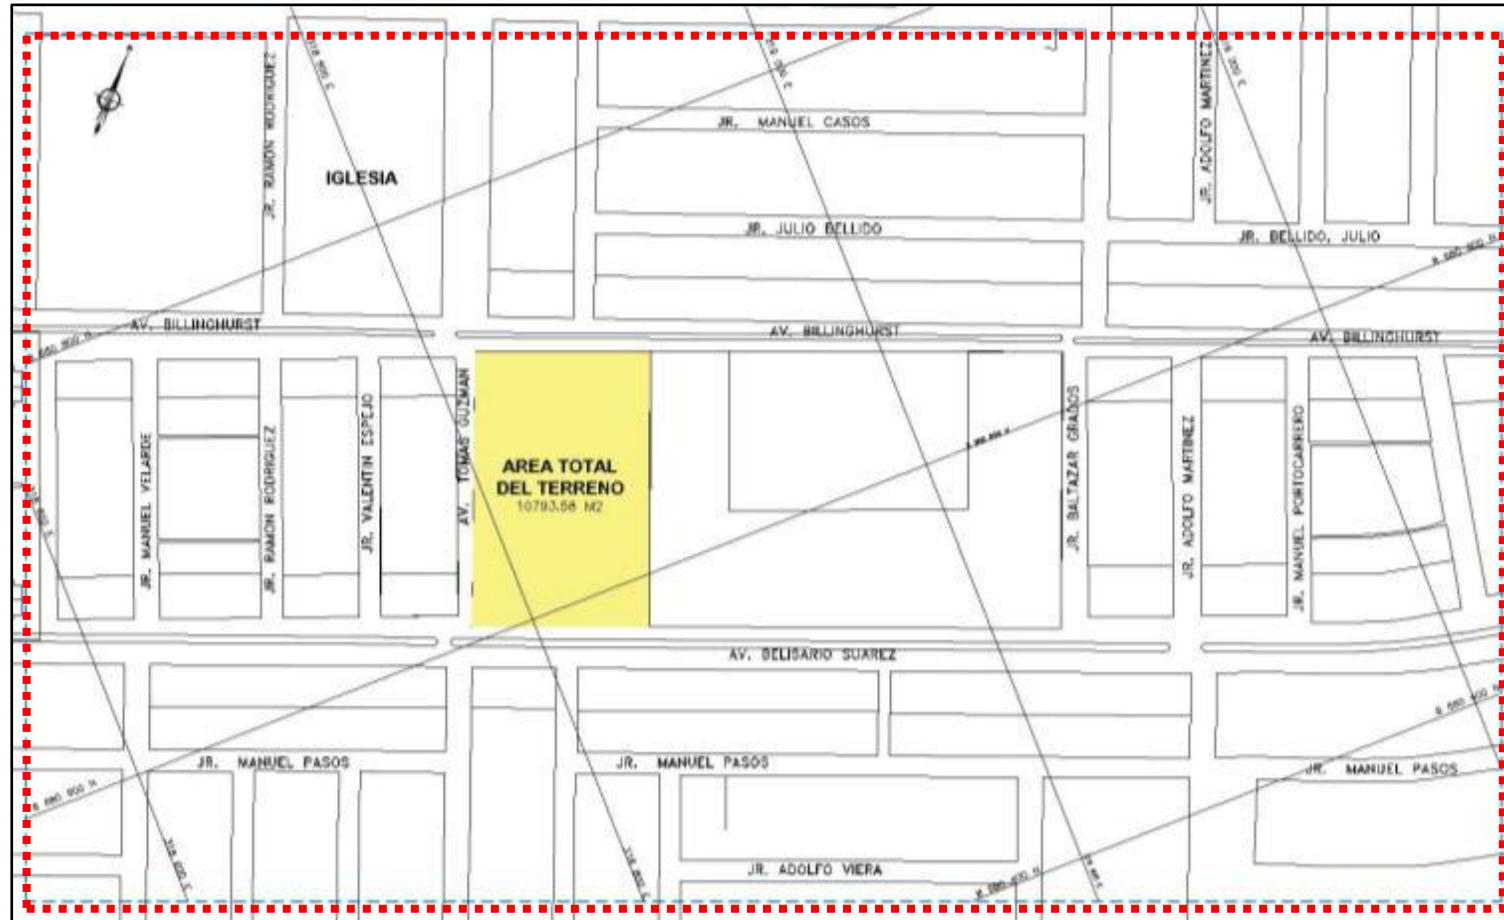 JR. RAMON RODRIGUEZ
IGLESIA
JR. MANUEL CASOS
JR. ADOLFO MARTINEZ
JR. JULIO BELLIDO
JR. BELLIDO, JULIO
AV. BILLINGHURST
AV. BILLINGHURST
AV. BILLINGHURST
JR. MANUEL VELARDE
JR. RAMON RODRIGUEZ
JR. VALENTIN ESPEJO
AV. TOMAS GUZMAN
AREA TOTAL
DEL TERRENO
10793.58 M2
JR. BALTAZAR GRADOS
JR. ADOLFO MARTINEZ
JR. MANUEL PORTOCARRERO
AV. BELISARIO SUAREZ
JR. MANUEL PASOS
JR. MANUEL PASOS
JR. MANUEL PASOS
JR. ADOLFO VIERA